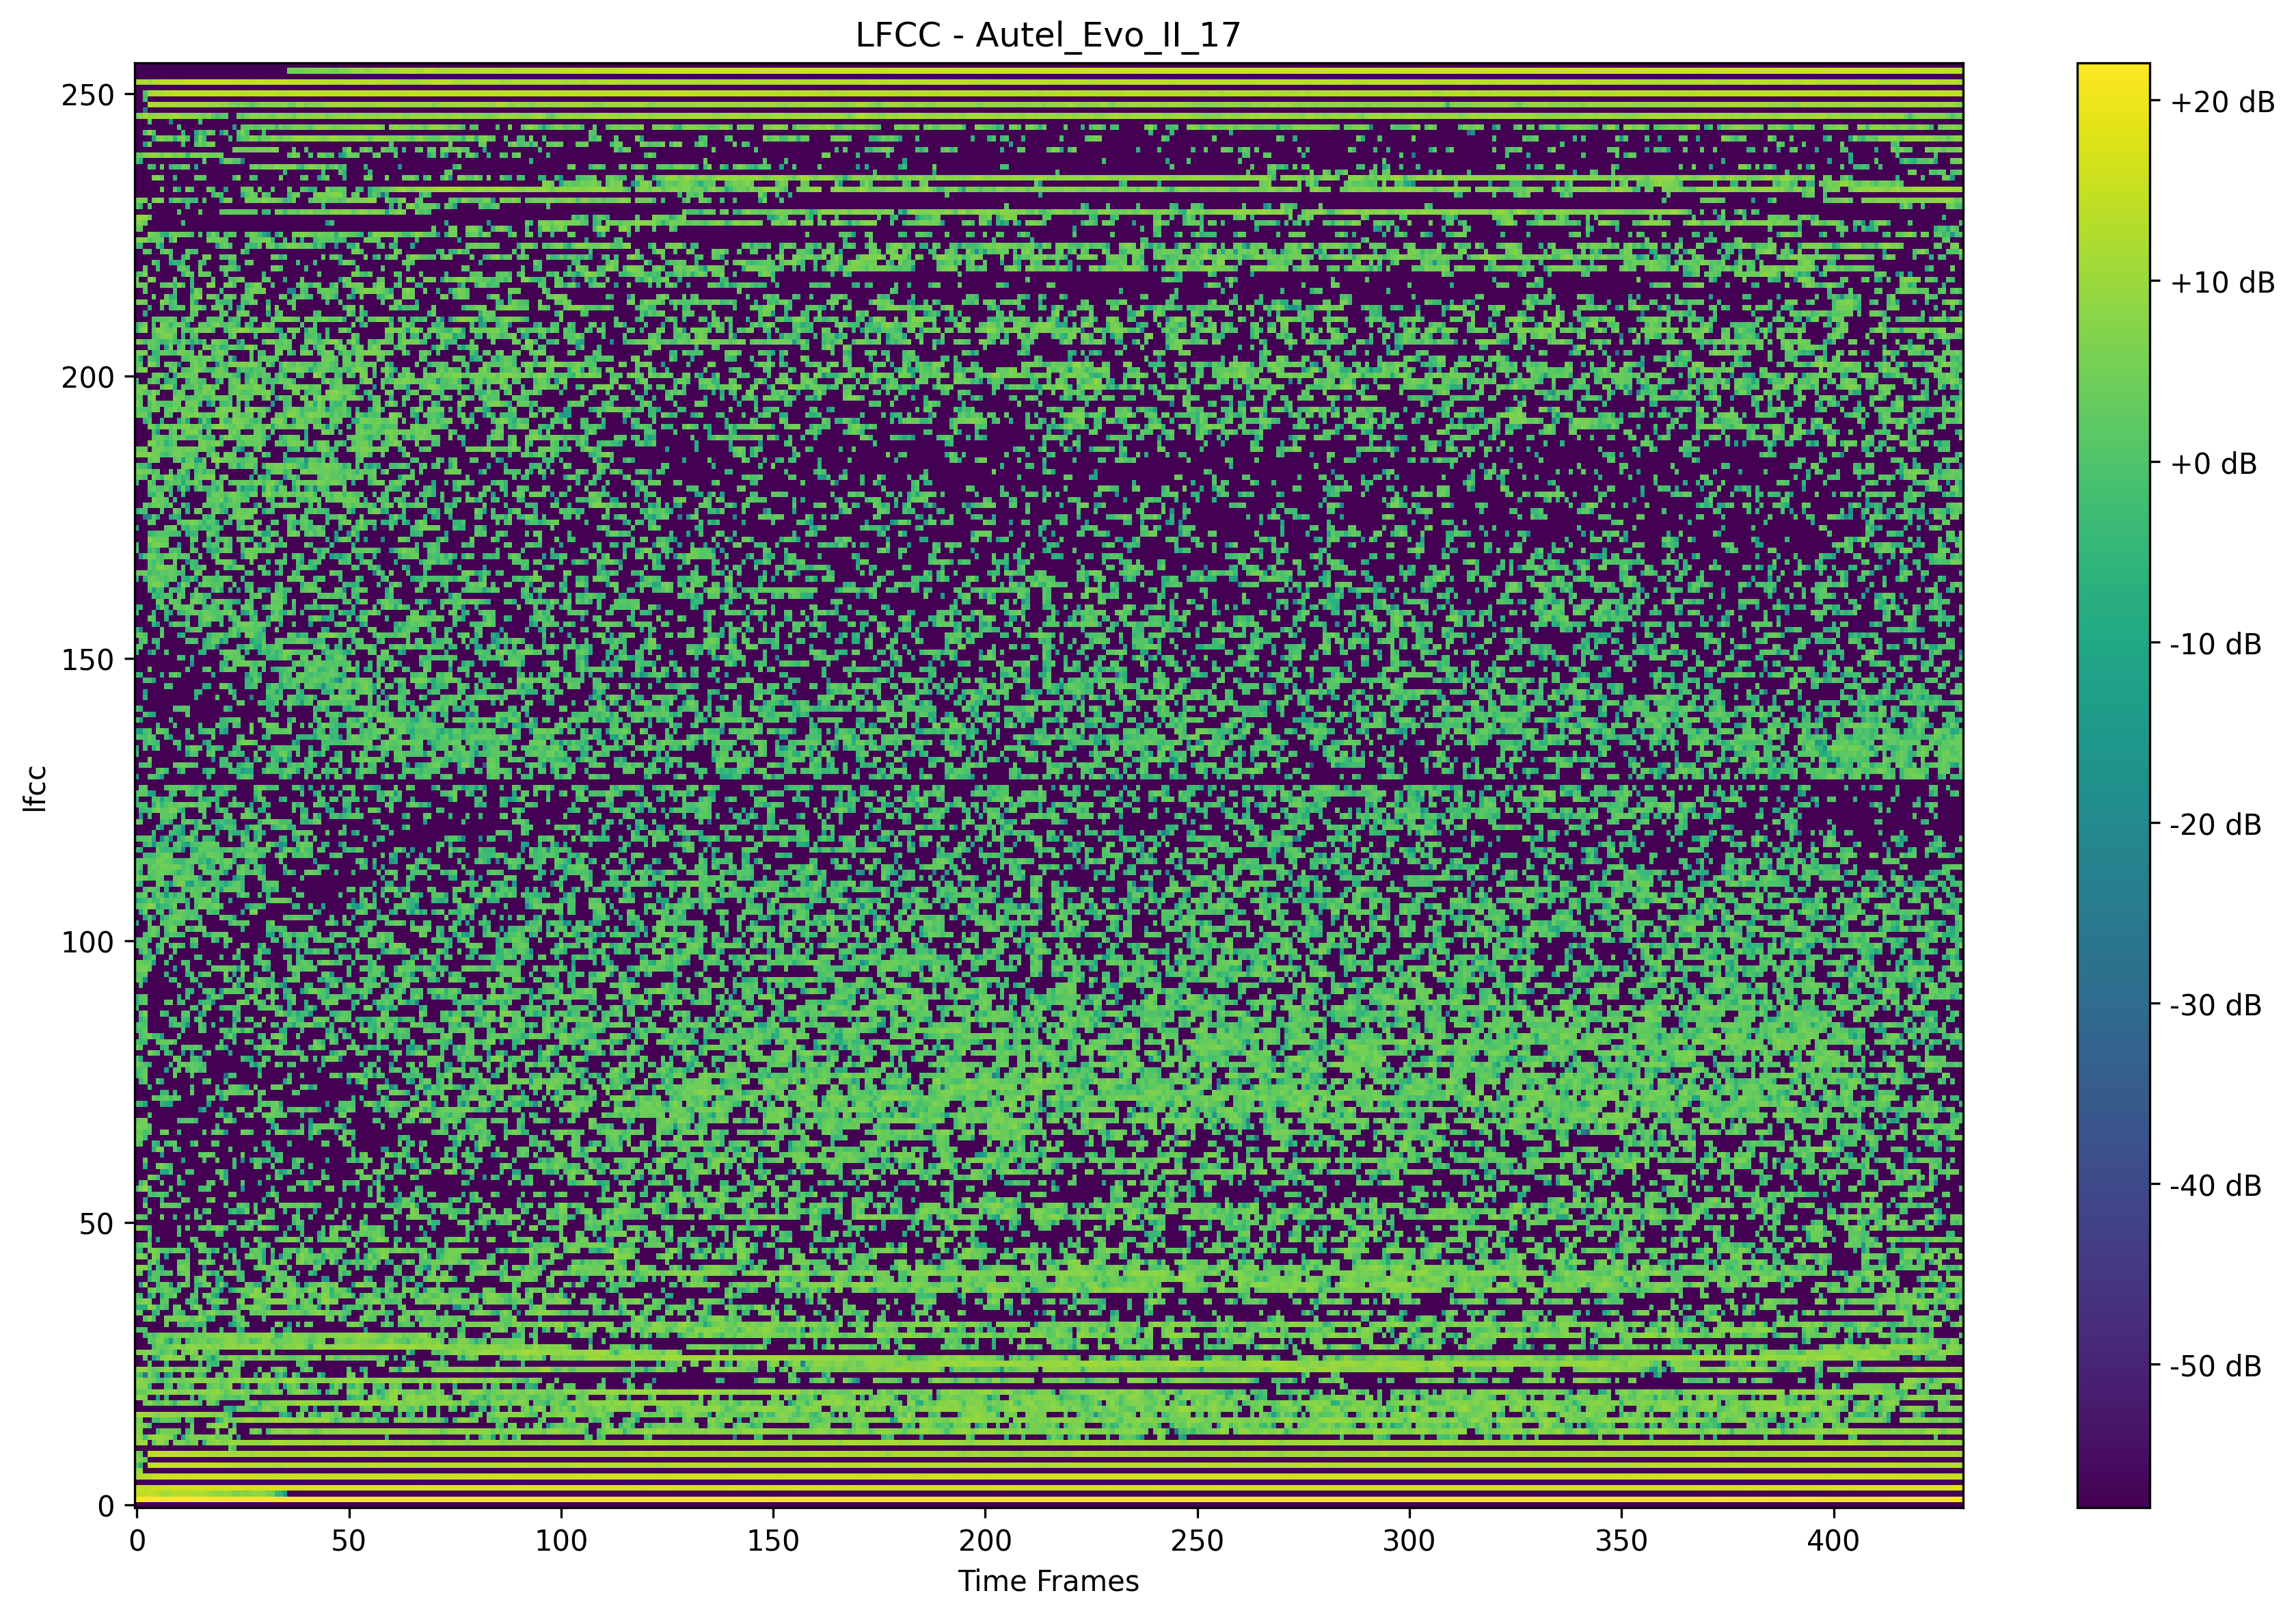 LFCC - Autel_Evo_II_17
250
200
150
100
50
0
lfcc
0 50 100 150 200 250 300 350 400
Time Frames
+20 dB
+10 dB
+0 dB
-10 dB
-20 dB
-30 dB
-40 dB
-50 dB